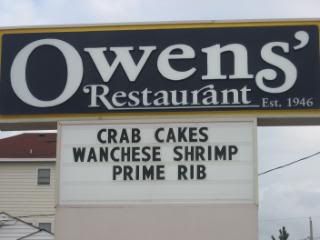 Owens'
Restaurant Est. 1946
CRAB CAKES
WANCHESE SHRIMP
PRIME RIB